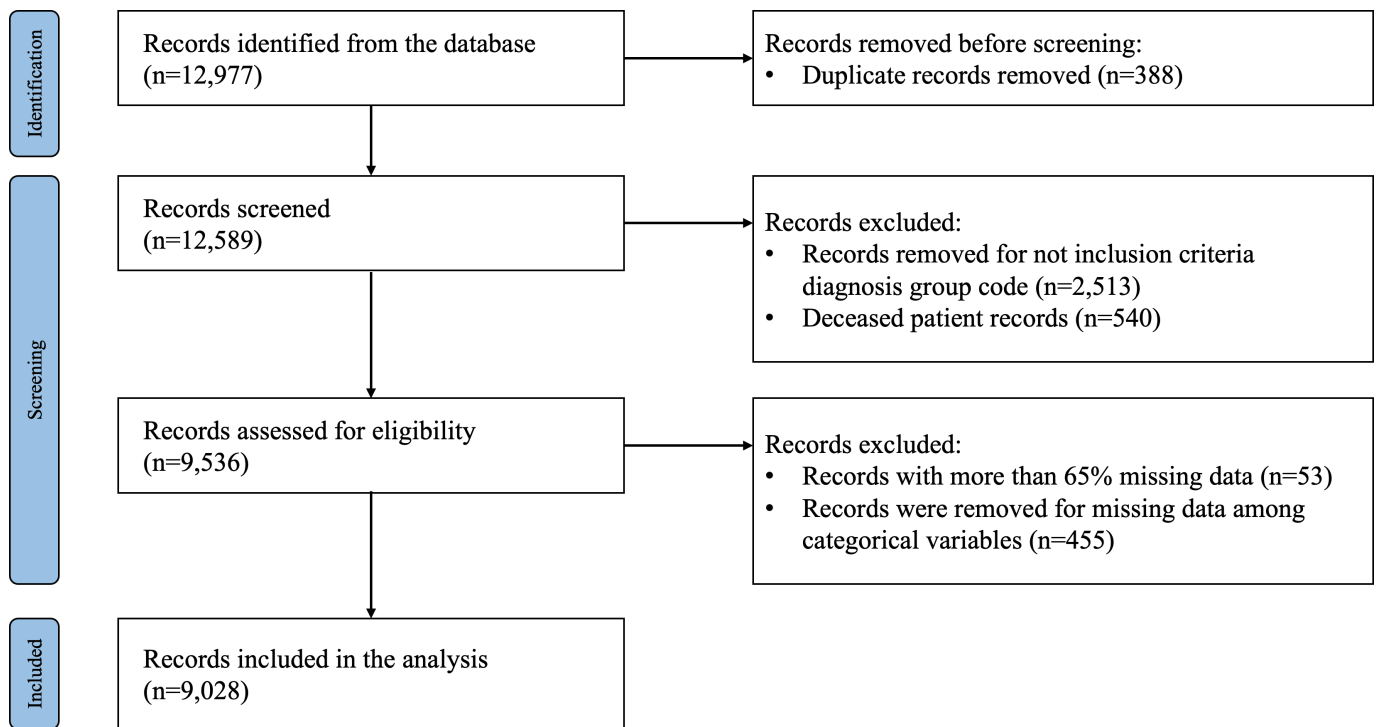 Identification
Records identified from the database
(n=12,977)
Records removed before screening:
• Duplicate records removed (n=388)
Screening
Records screened
(n=12,589)
Records excluded:
• Records removed for not inclusion criteria
diagnosis group code (n=2,513)
• Deceased patient records (n=540)
Records assessed for eligibility
(n=9,536)
Records excluded:
• Records with more than 65% missing data (n=53)
• Records were removed for missing data among
categorical variables (n=455)
Included
Records included in the analysis
(n=9,028)